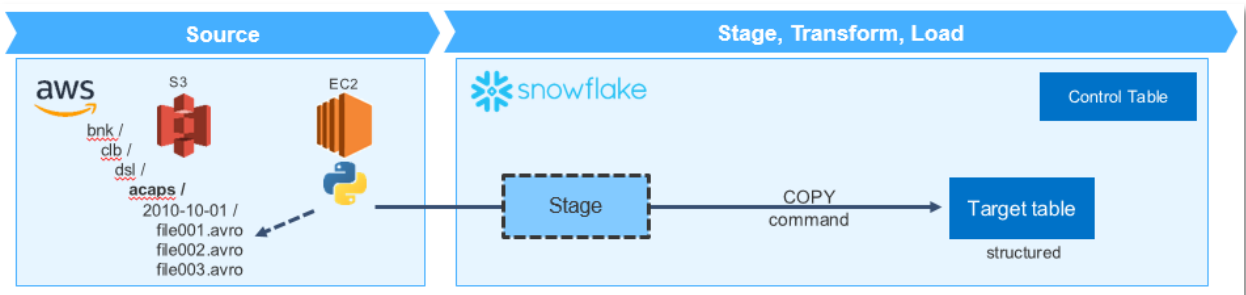 Source
Stage, Transform, Load
aws
S3
EC2
bnk /
clb /
dsl /
acaps /
2010-10-01 /
file001.avro
file002.avro
file003.avro
snowflake
Control Table
Stage
COPY
command
Target table
structured